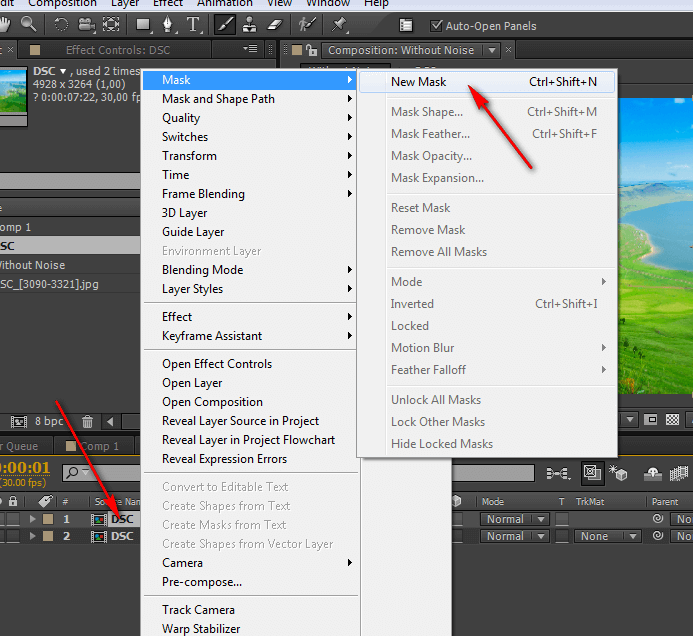 dit Composition Layer Effect Animation View Window Help
T Auto-Open Panels
Effect Controls: DSC Composition: Without Noise
DSC , used 2 times
4928 x 3264 (1,00)
? 0:00:07:22, 30,00 fp
omp 1
SC
Without Noise
SC_[3090-3321].jpg
8 bpc
r Queue Comp 1
0:00:01
(30.00 fps)
# Source Nam Mode T TrkMat Parent
1 DSC Normal No
2 DSC Normal None No
Mask
Mask and Shape Path
Quality
Switches
Transform
Time
Frame Blending
3D Layer
Guide Layer
Environment Layer
Blending Mode
Layer Styles
Effect
Keyframe Assistant
Open Effect Controls
Open Layer
Open Composition
Reveal Layer Source in Project
Reveal Layer in Project Flowchart
Reveal Expression Errors
Convert to Editable Text
Create Shapes from Text
Create Masks from Text
Create Shapes from Vector Layer
Camera
Pre-compose...
Track Camera
Warp Stabilizer
New Mask Ctrl+Shift+N
Mask Shape... Ctrl+Shift+M
Mask Feather... Ctrl+Shift+F
Mask Opacity...
Mask Expansion...
Reset Mask
Remove Mask
Remove All Masks
Mode
Inverted Ctrl+Shift+I
Locked
Motion Blur
Feather Falloff
Unlock All Masks
Lock Other Masks
Hide Locked Masks